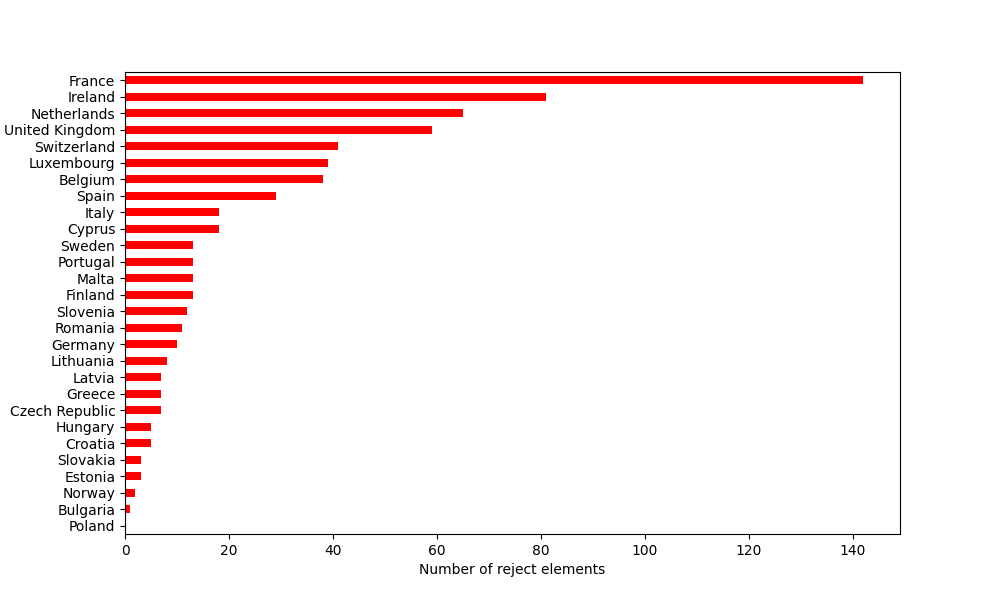 France
Ireland
Netherlands
United Kingdom
Switzerland
Luxembourg
Belgium
Spain
Italy
Cyprus
Sweden
Portugal
Malta
Finland
Slovenia
Romania
Germany
Lithuania
Latvia
Greece
Czech Republic
Hungary
Croatia
Slovakia
Estonia
Norway
Bulgaria
Poland
0 20 40 60 80 100 120 140
Number of reject elements